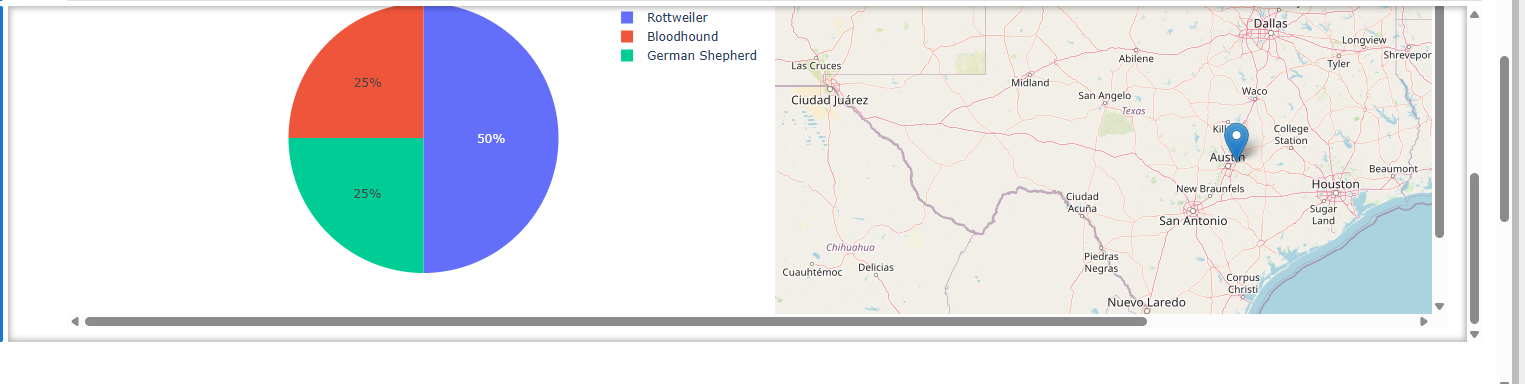 Rottweiler
Bloodhound
German Shepherd
25%
50%
25%
Dallas
Longview
Shrevepor
Abilene
Tyler
Las Cruces
Midland
Ciudad Juárez
San Angelo
Waco
Texas
Kill
College
Station
Austin
Beaumont
New Braunfels
Houston
Ciudad
Acuña
Sugar
Land
San Antonio
Chihuahua
Piedras
Negras
Cuauhtémoc
Delicias
Corpus
Christi
Nuevo Laredo